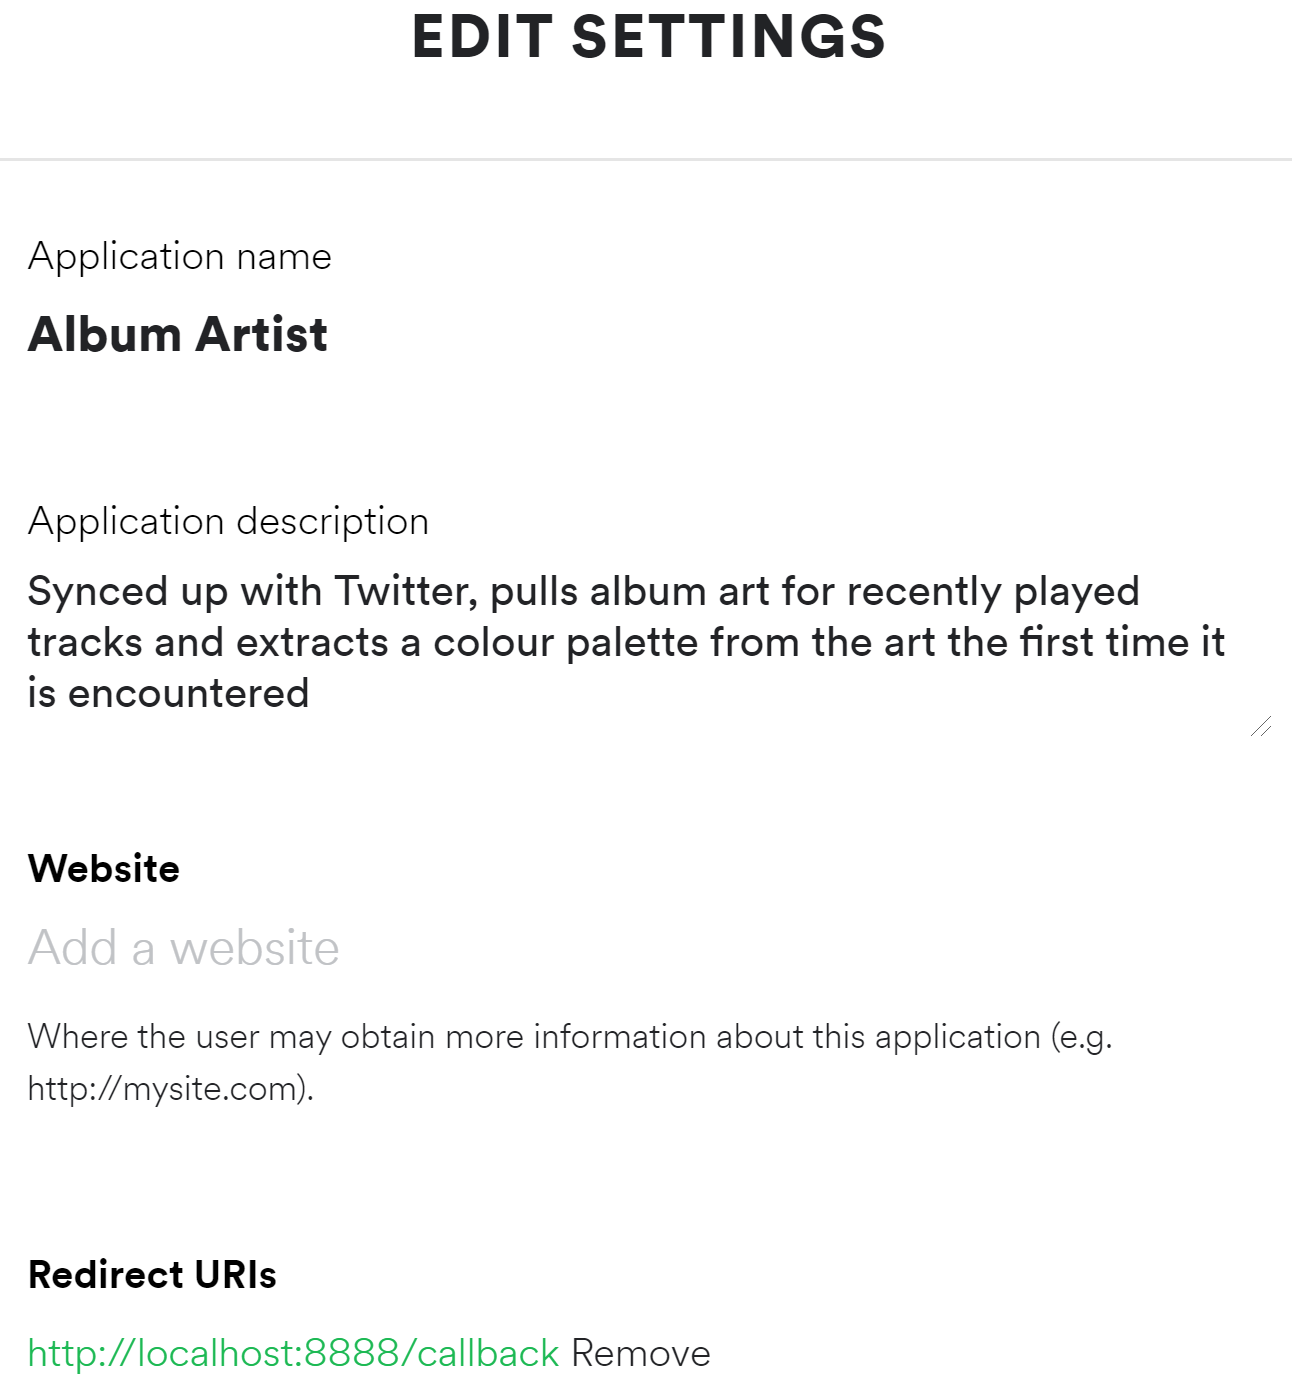 EDIT SETTINGS
Application name
Album Artist
Application description
Synced up with Twitter, pulls album art for recently played
tracks and extracts a colour palette from the art the first time it
is encountered
Website
Add a website
Where the user may obtain more information about this application (e.g.
http://mysite.com).
Redirect URIs
http://localhost:8888/callback Remove